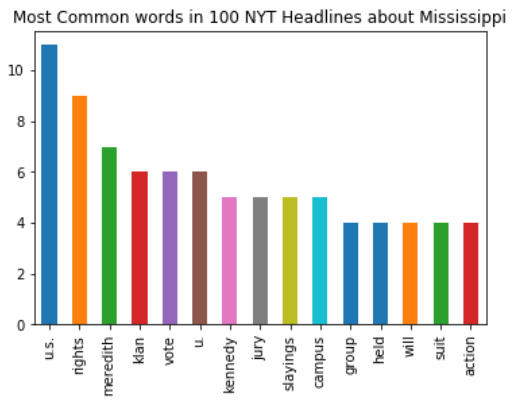 Most Common words in 100 NYT Headlines about Mississippi
10
8
6
4
2
0
u.s.
rights
meredith
klan
vote
u.
kennedy
jury
slayings
campus
group
held
will
suit
action